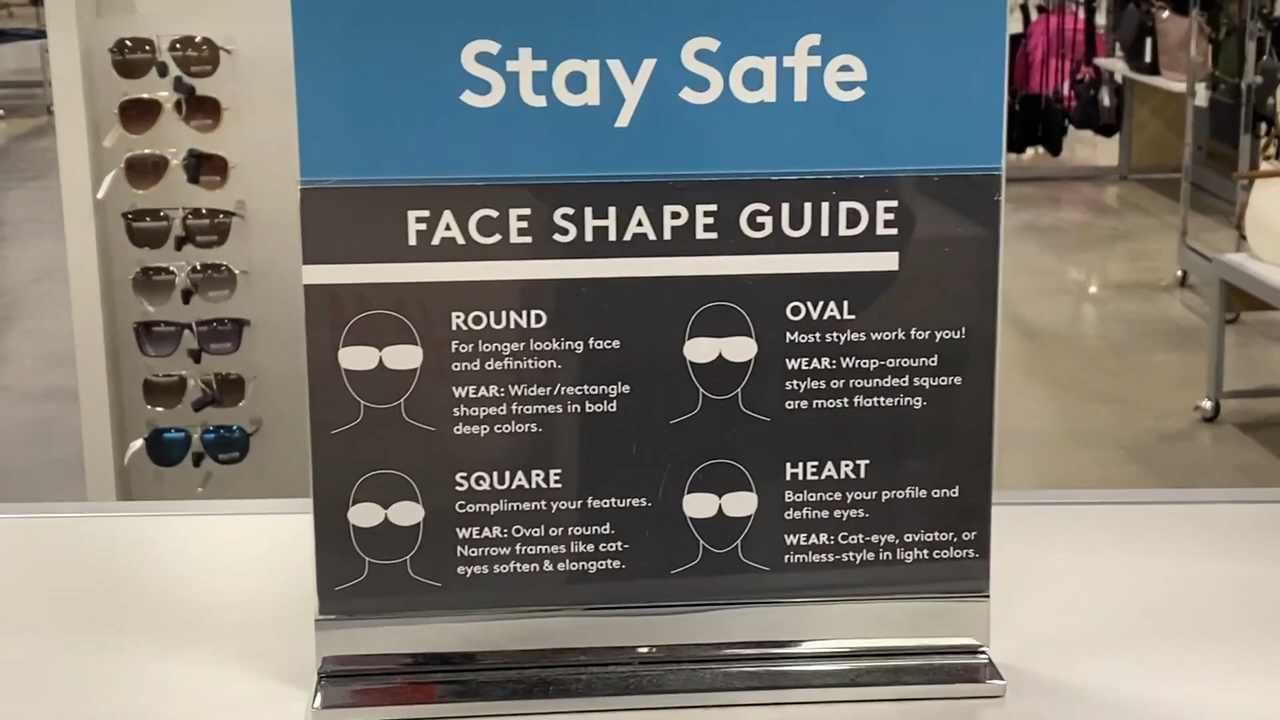 Stay Safe
FACE SHAPE GUIDE
ROUND
For longer looking face
and definition.
WEAR: Wider/rectangle
shaped frames in bold
deep colors.
OVAL
Most styles work for you!
WEAR: Wrap-around
styles or rounded square
are most flattering.
SQUARE
Compliment your features.
WEAR: Oval or round.
Narrow frames like cat-
eyes soften & elongate.
HEART
Balance your profile and
define eyes.
WEAR: Cat-eye, aviator, or
rimless-style in light colors.